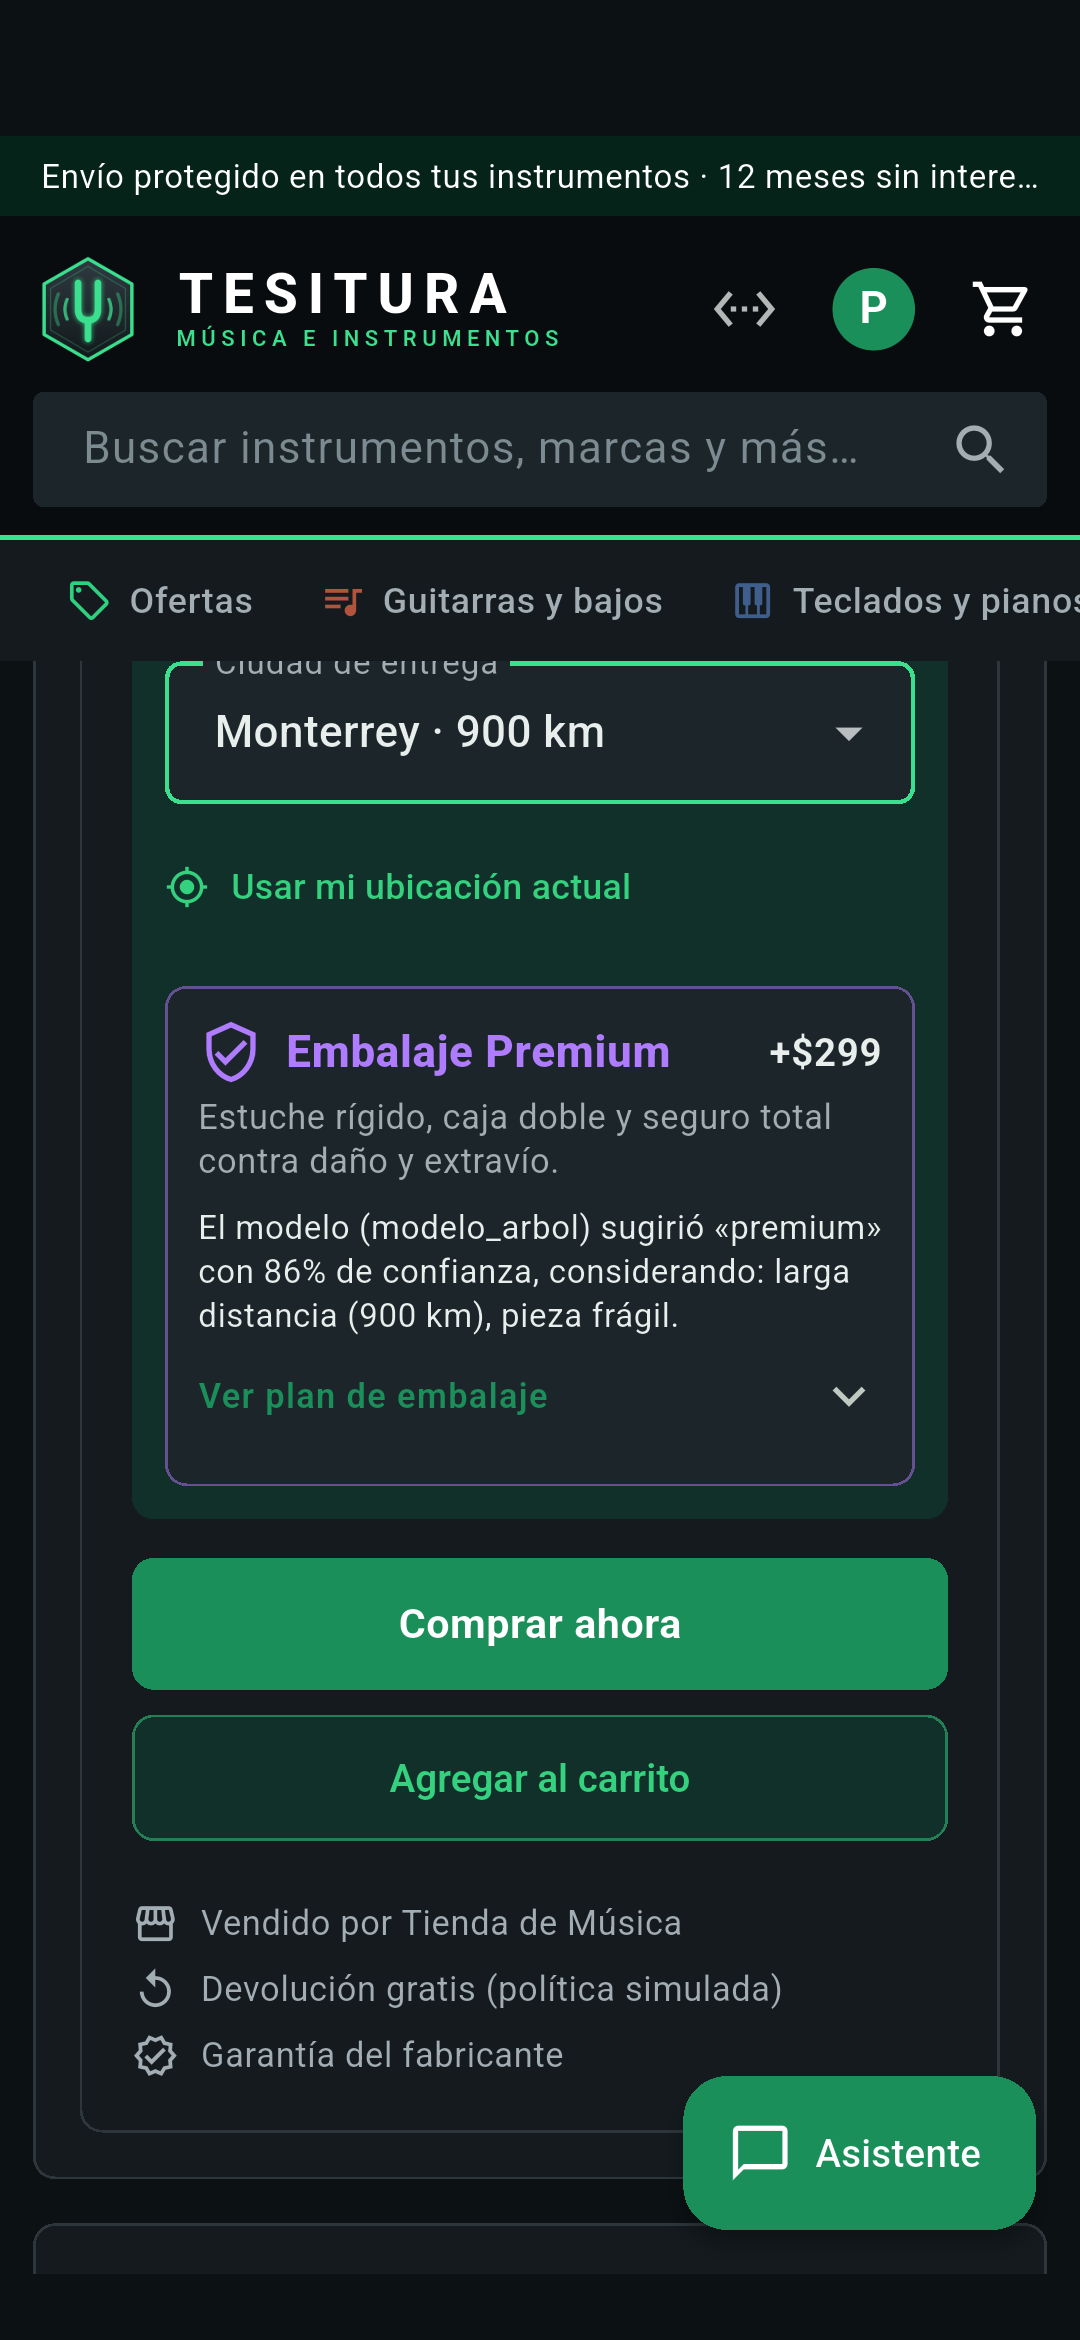 Envío protegido en todos tus instrumentos · 12 meses sin intere…
TESITURA
MÚSICA E INSTRUMENTOS
P
Buscar instrumentos, marcas y más…
Ofertas
Guitarras y bajos
Teclados y pianos
Ciudad de entrega
Monterrey · 900 km
Usar mi ubicación actual
Embalaje Premium
+$299
Estuche rígido, caja doble y seguro total
contra daño y extravío.
El modelo (modelo_arbol) sugirió «premium»
con 86% de confianza, considerando: larga
distancia (900 km), pieza frágil.
Ver plan de embalaje
Comprar ahora
Agregar al carrito
Vendido por Tienda de Música
Devolución gratis (política simulada)
Garantía del fabricante
Asistente